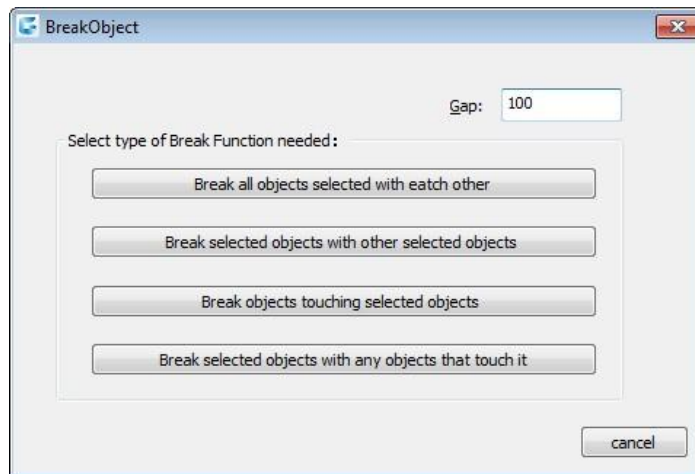 BreakObject
Gap: 100
Select type of Break Function needed:
Break all objects selected with eatch other
Break selected objects with other selected objects
Break objects touching selected objects
Break selected objects with any objects that touch it
cancel